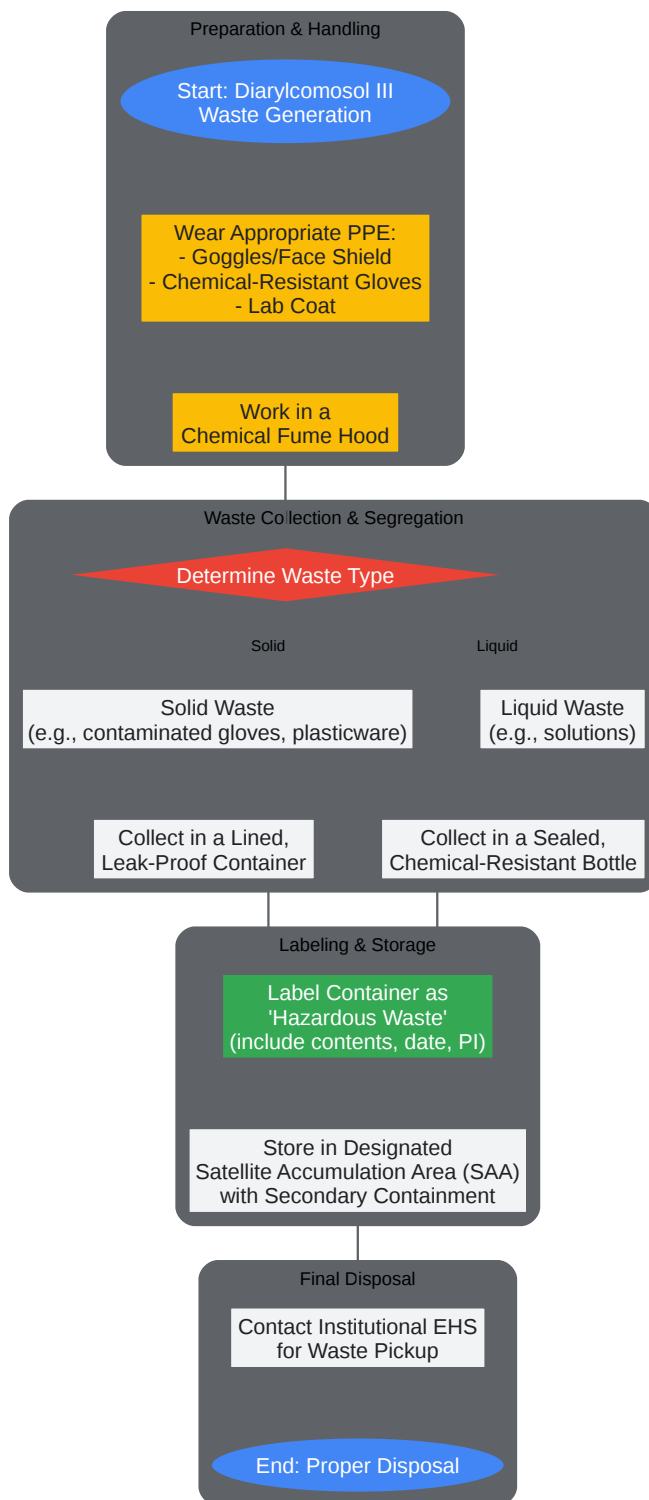 Preparation & Handling
Start: Diarylcomosol III
Waste Generation
Wear Appropriate PPE:
- Goggles/Face Shield
- Chemical-Resistant Gloves
- Lab Coat
Work in a
Chemical Fume Hood
Waste Collection & Segregation
Determine Waste Type
Solid
Liquid
Solid Waste
(e.g., contaminated gloves, plasticware)
Liquid Waste
(e.g., solutions)
Collect in a Lined,
Leak-Proof Container
Collect in a Sealed,
Chemical-Resistant Bottle
Labeling & Storage
Label Container as
'Hazardous Waste'
(include contents, date, PI)
Store in Designated
Satellite Accumulation Area (SAA)
with Secondary Containment
Final Disposal
Contact Institutional EHS
for Waste Pickup
End: Proper Disposal